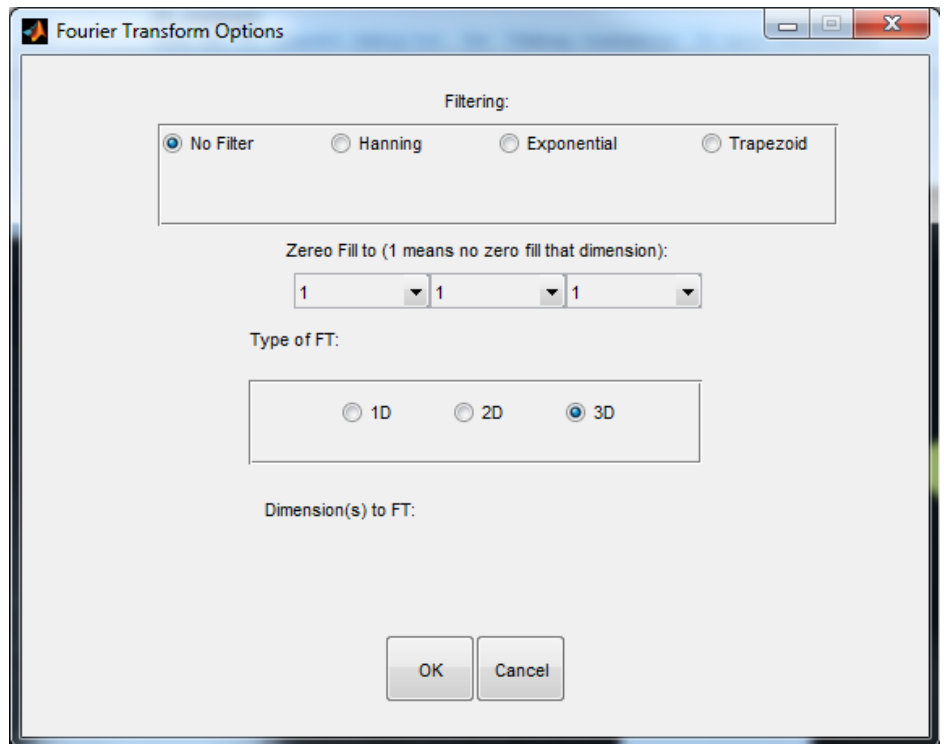 Fourier Transform Options
Filtering:
No Filter Hanning Exponential Trapezoid
Zereo Fill to (1 means no zero fill that dimension):
1 1 1
Type of FT:
1D 2D 3D
Dimension(s) to FT:
OK Cancel